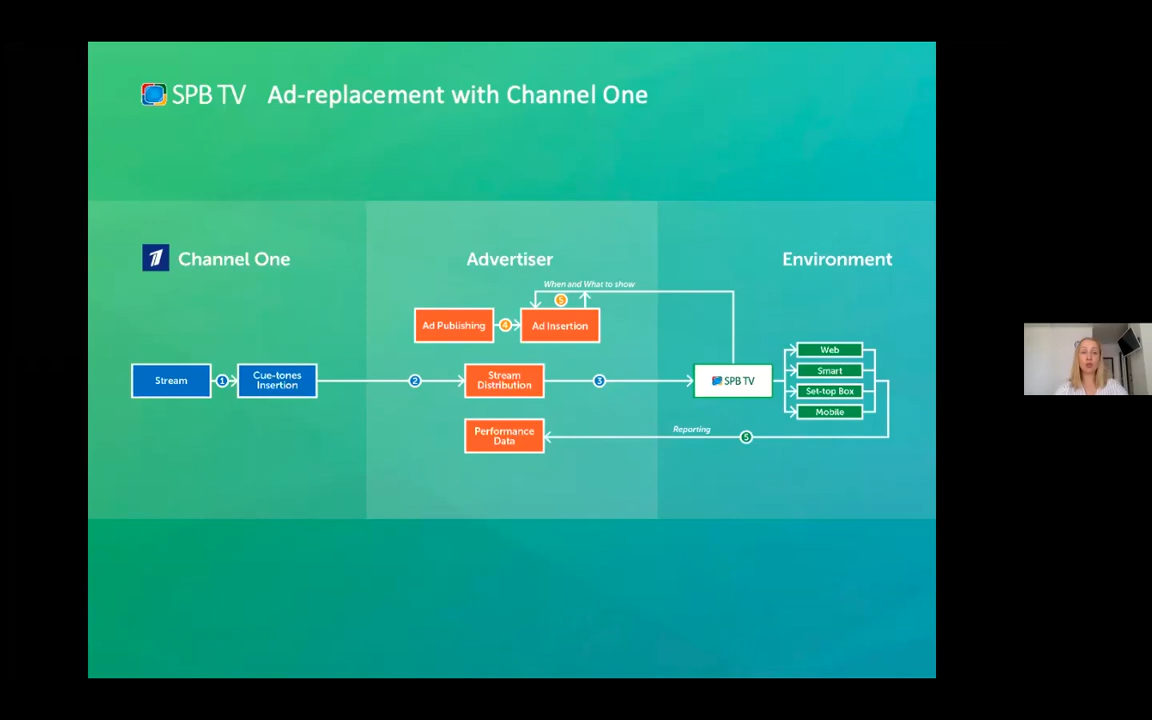 SPB TV Ad-replacement with Channel One
Channel One
Advertiser
Environment
When and What to show
5
Ad Publishing
4
Ad Insertion
Web
Stream
1
Cue-tones
Insertion
2
Stream
Distribution
3
SPB TV
Smart
Set-top Box
Mobile
Performance
Data
Reporting
5